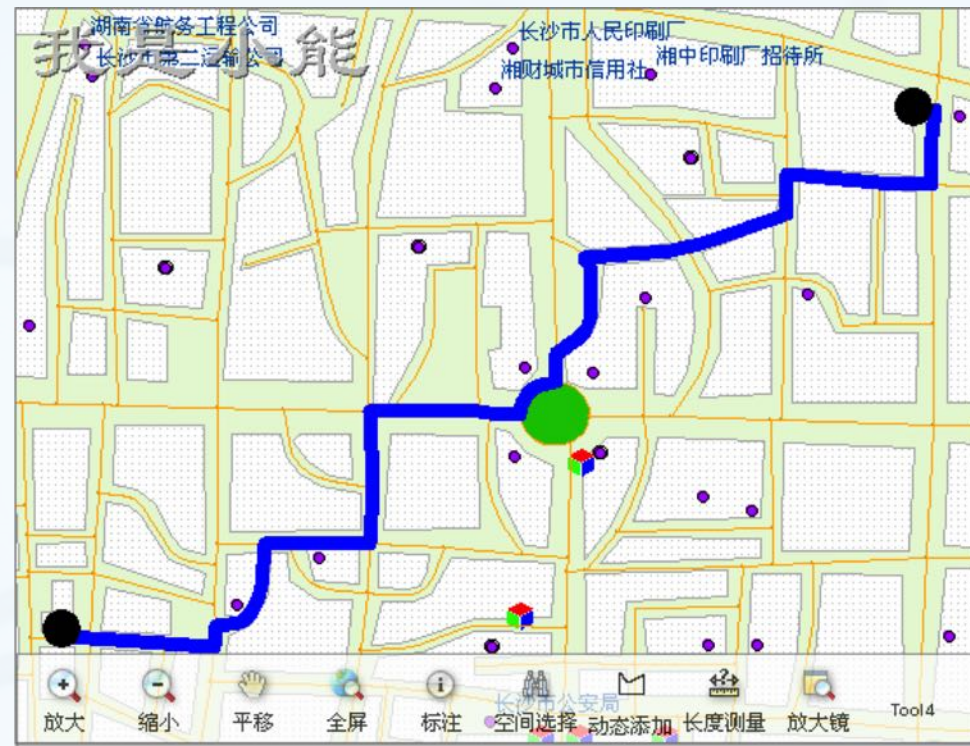 湖南省航务工程公司
长沙市人民印刷厂
我是小能
长沙市第二运输公司
湘财城市信用社
湘中印刷厂招待所
长沙市公安局
放大
缩小
平移
全屏
标注
空间选择
动态添加
长度测量
放大镜
Tool4